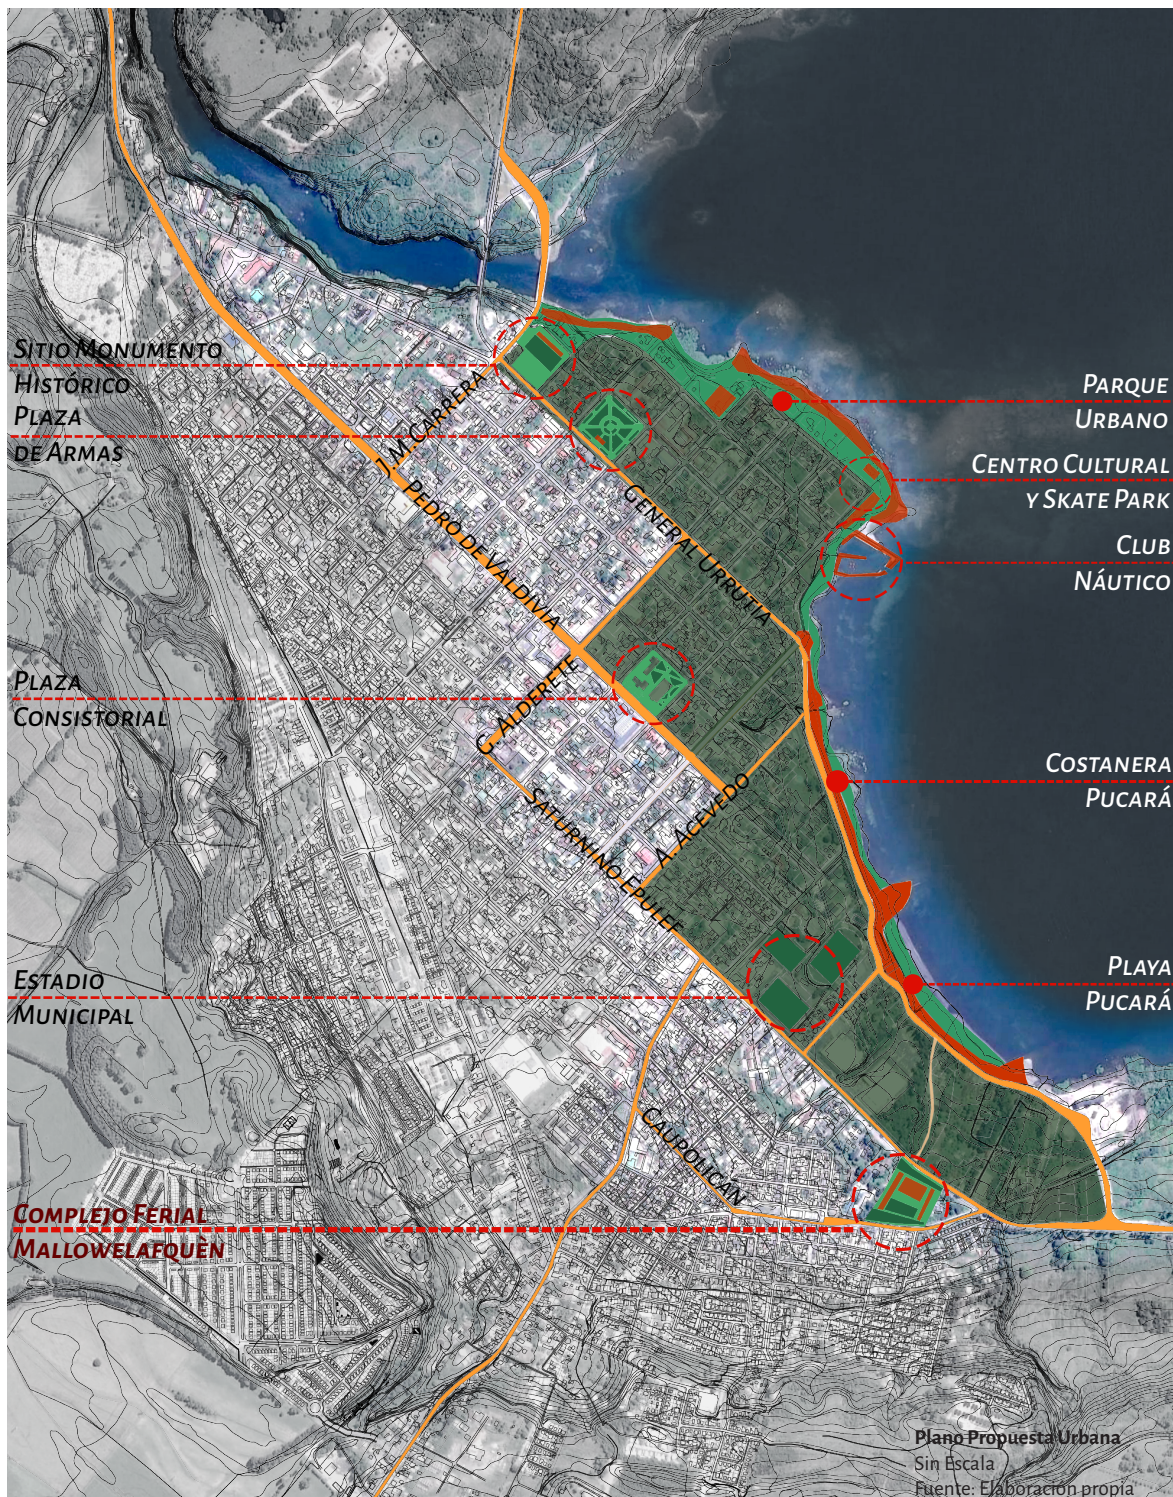 Sitio Monumento
Histórico
Plaza
de Armas
Parque
Urbano
Centro Cultural
y Skate Park
Club
Náutico
J.M.Carrera
Pedro de Valdivia
General Urrutia
Plaza
Consistorial
G. Alderete
Saturnino Epulef
A. Acevedo
Costanera
Pucará
Playa
Pucará
Estadio
Municipal
Caupolicán
Complejo Ferial
Mallowelafquèn
Plano Propuesta Urbana
Sin Escala
Fuente: Elaboración propia